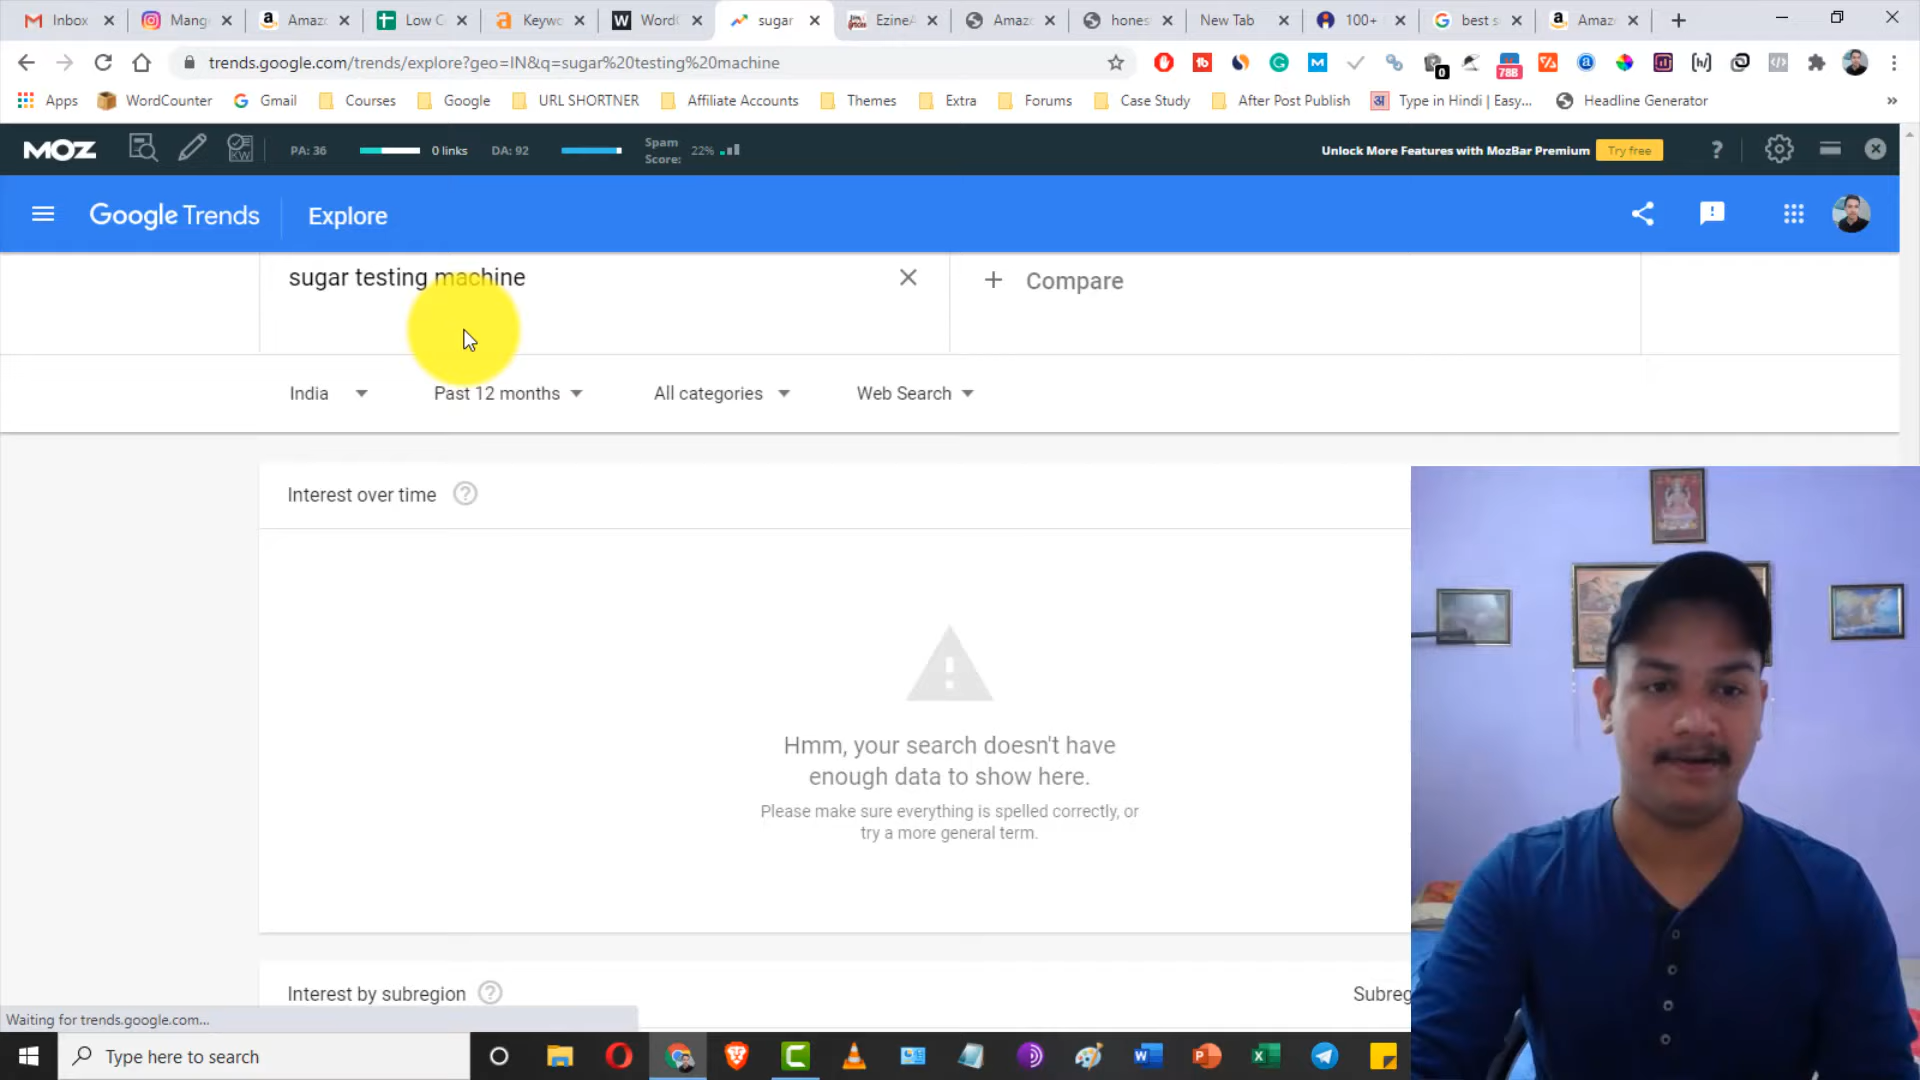 Inbox
Mang
Amaz
Low C
Keywo
Word
sugar
EzineA
Amaz
hones
New Tab
100+
best s
Amaz
trends.google.com/trends/explore?geo=IN&q=sugar%20testing%20machine
0
788
Apps
WordCounter
Gmail
Courses
Google
URL SHORTNER
Affiliate Accounts
Themes
Extra
Forums
Case Study
After Post Publish
Type in Hindi | Easy...
Headline Generator
»
MOZ
KW
PA: 36
0 links
DA: 92
Spam
Score:
22%
Unlock More Features with MozBar Premium
Try free
?
Google Trends
Explore
sugar testing machine
+ Compare
India
Past 12 months
All categories
Web Search
Interest over time
Hmm, your search doesn't have
enough data to show here.
Please make sure everything is spelled correctly, or
try a more general term.
Interest by subregion
Subreg
Waiting for trends.google.com...
Type here to search